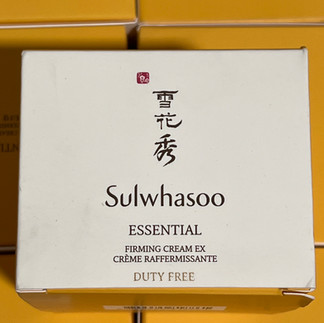 雪
花
秀
Sulwhasoo
ESSENTIAL
FIRMING CREAM EX
CRÈME RAFFERMISSANTE
DUTY FREE